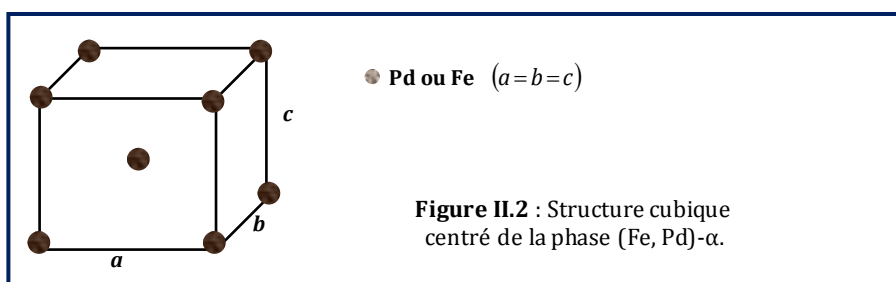 Pd ou Fe (a=b=c)
c
b
a
Figure II.2 : Structure cubique
centré de la phase (Fe, Pd)-α.